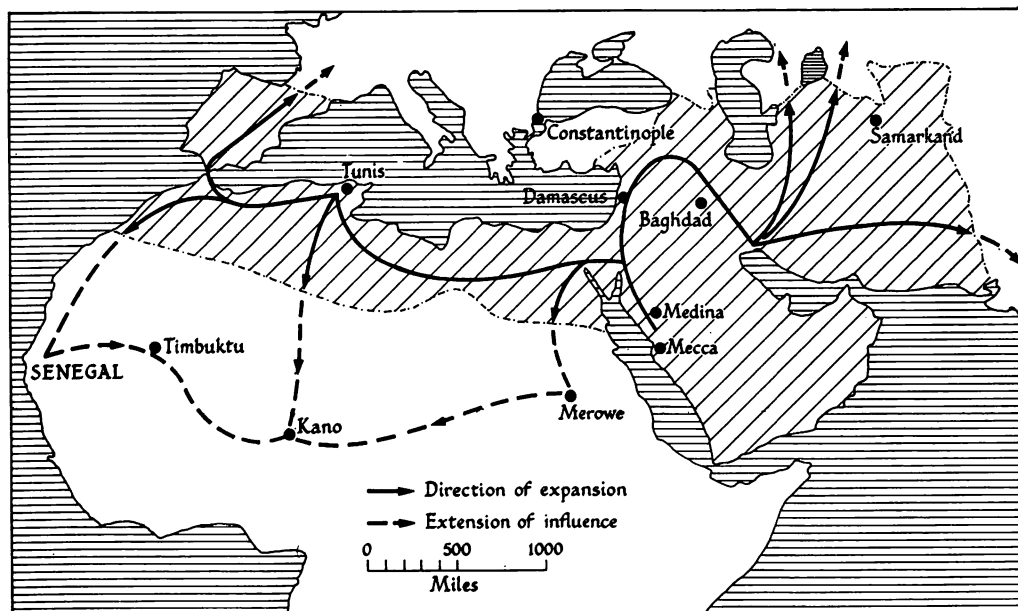 Constantinople
Samarkand
Tunis
Damascus
Baghdad
Medina
Mecca
Timbuktu
SENEGAL
Merowe
Kano
Direction of expansion
Extension of influence
0 500 1000
Miles